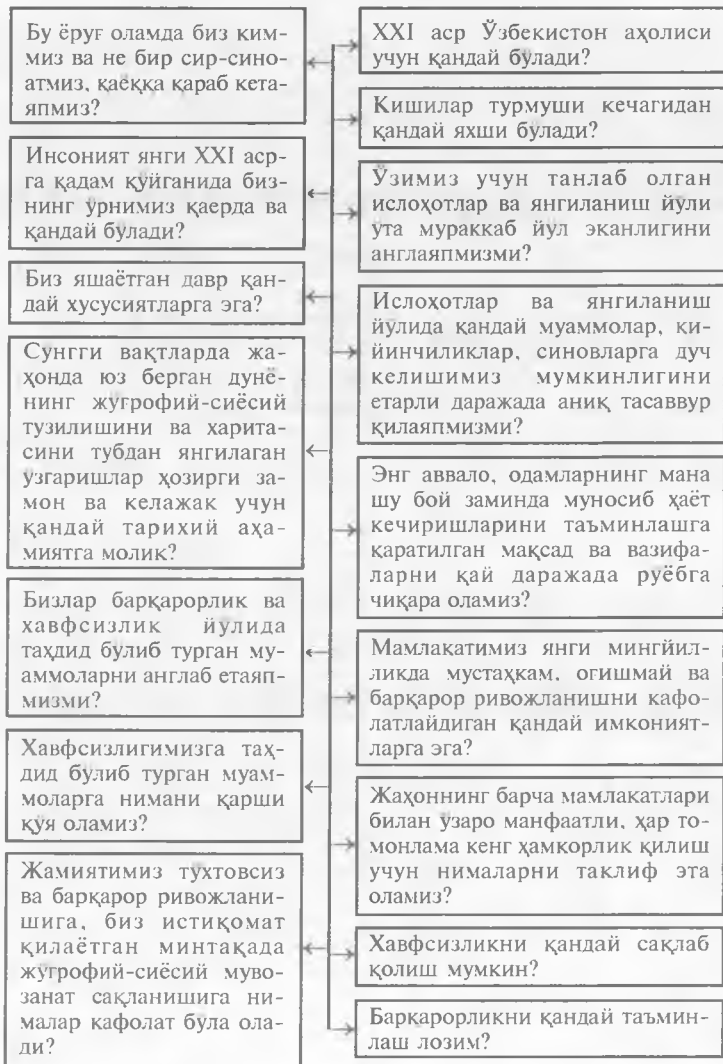 Бу ёруғ оламда биз ким-
миз ва не бир сир-сино-
атмиз, қаёққа қараб кета-
япмиз?
Инсоният янги XXI аср-
га қадам қўйганида биз-
нинг ўрнимиз қаерда ва
қандай бўлади?
Биз яшаётган давр қан-
дай хусусиятларга эга?
Сунгги вақтларда жа-
ҳонда юз берган дунё-
нинг жуғрофий-сиёсий
тузилишини ва харита-
сини тубдан янгилаган
ўзгаришлар ҳозирги за-
мон ва келажак учун
қандай тарихий аҳа-
миятга молик?
Бизлар барқарорлик ва
хавфсизлик йўлида
таҳдид бўлиб турган му-
аммоларни англаб етаяп-
мизми?
Хавфсизлигимизга таҳ-
дид бўлиб турган муам-
моларга нимани қарши
қўя оламиз?
Жамиятимиз тўхтовсиз
ва барқарор ривожлани-
шига, биз истиқомат
қилаётган минтақада
жуғрофий-сиёсий муво-
занат сақланишига ни-
малар кафолат бўла ола-
ди?
XXI аср Ўзбекистон аҳолиси
учун қандай бўлади?
Кишилар турмуши кечагидан
қандай яхши бўлади?
Ўзимиз учун танлаб олган
ислоҳотлар ва янгиланиш йўли
ўта мураккаб йўл эканлигини
англаяпмизми?
Ислоҳотлар ва янгиланиш
йўлида қандай муаммолар, қи-
йинчиликлар, синовларга дуч
келишимиз мумкинлигини
етарли даражада аниқ тасаввур
қилаяпмизми?
Энг аввало, одамларнинг мана
шу бой заминда муносиб ҳаёт
кечиришларини таъминлашга
қаратилган мақсад ва вазифа-
ларни қай даражада рўёбга
чиқара оламиз?
Мамлакатимиз янги мингйил-
ликда мустаҳкам, оғишмай ва
барқарор ривожланишни кафо-
латлайдиган қандай имконият-
ларга эга?
Жаҳоннинг барча мамлакатлари
билан ўзаро манфаатли, ҳар то-
монлама кенг ҳамкорлик қилиш
учун нималарни таклиф эта
оламиз?
Хавфсизликни қандай сақлаб
қолиш мумкин?
Барқарорликни қандай таъмин-
лаш лозим?